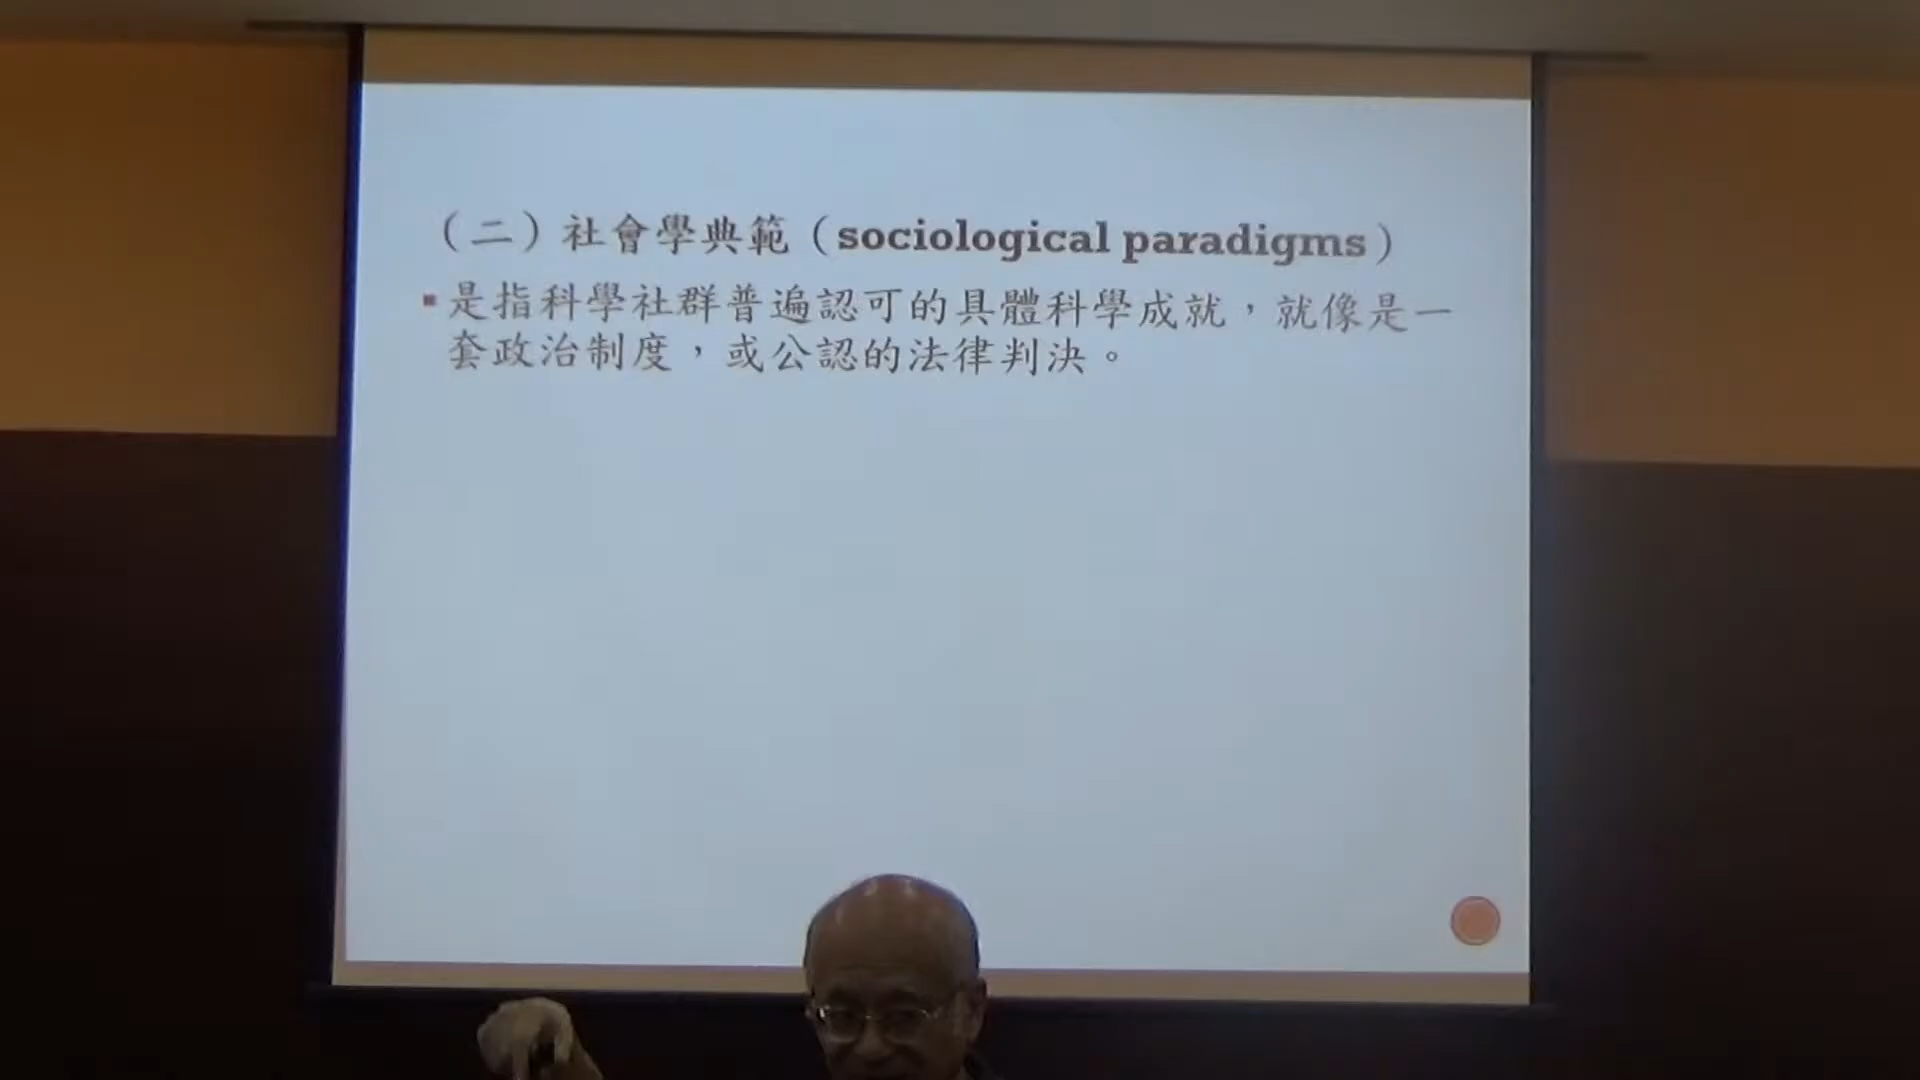 （二）社會學典範（sociological paradigms）
▪是指科學社群普遍認可的具體科學成就，就像是一
套政治制度，或公認的法律判決。